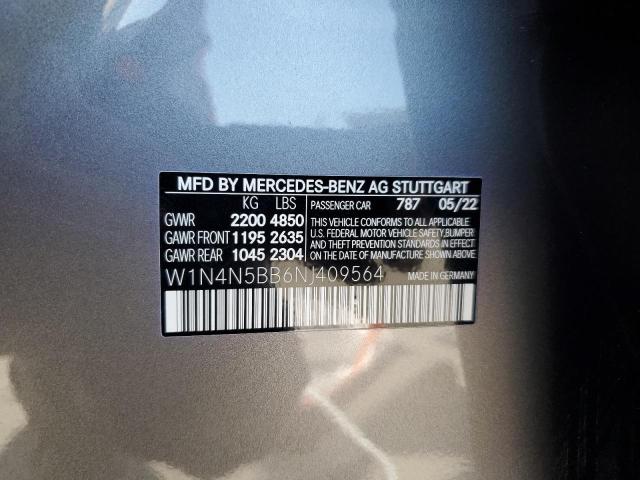 MFD BY MERCEDES-BENZ AG STUTTGART
KG LBS
GVWR 2200 4850
GAWR FRONT 1195 2635
GAWR REAR 1045 2304
PASSENGER CAR 787 05/22
THIS VEHICLE CONFORMS TO ALL APPLICABLE
U.S. FEDERAL MOTOR VEHICLE SAFETY, BUMPER,
AND THEFT PREVENTION STANDARDS IN EFFECT
ON THE DATE OF MANUFACTURE SHOWN ABOVE.
W1N4N5BB6NJ409564
MADE IN GERMANY